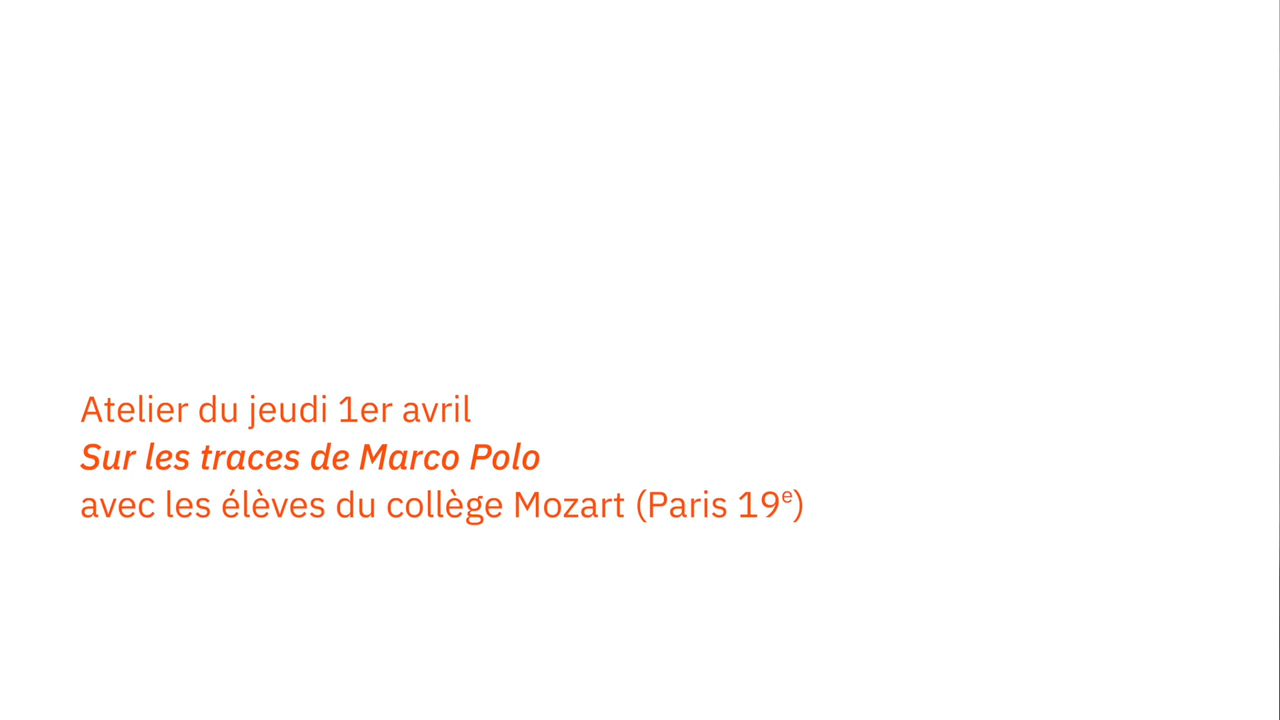 Atelier du jeudi 1er avril
Sur les traces de Marco Polo
avec les élèves du collège Mozart (Paris 19ᵉ)